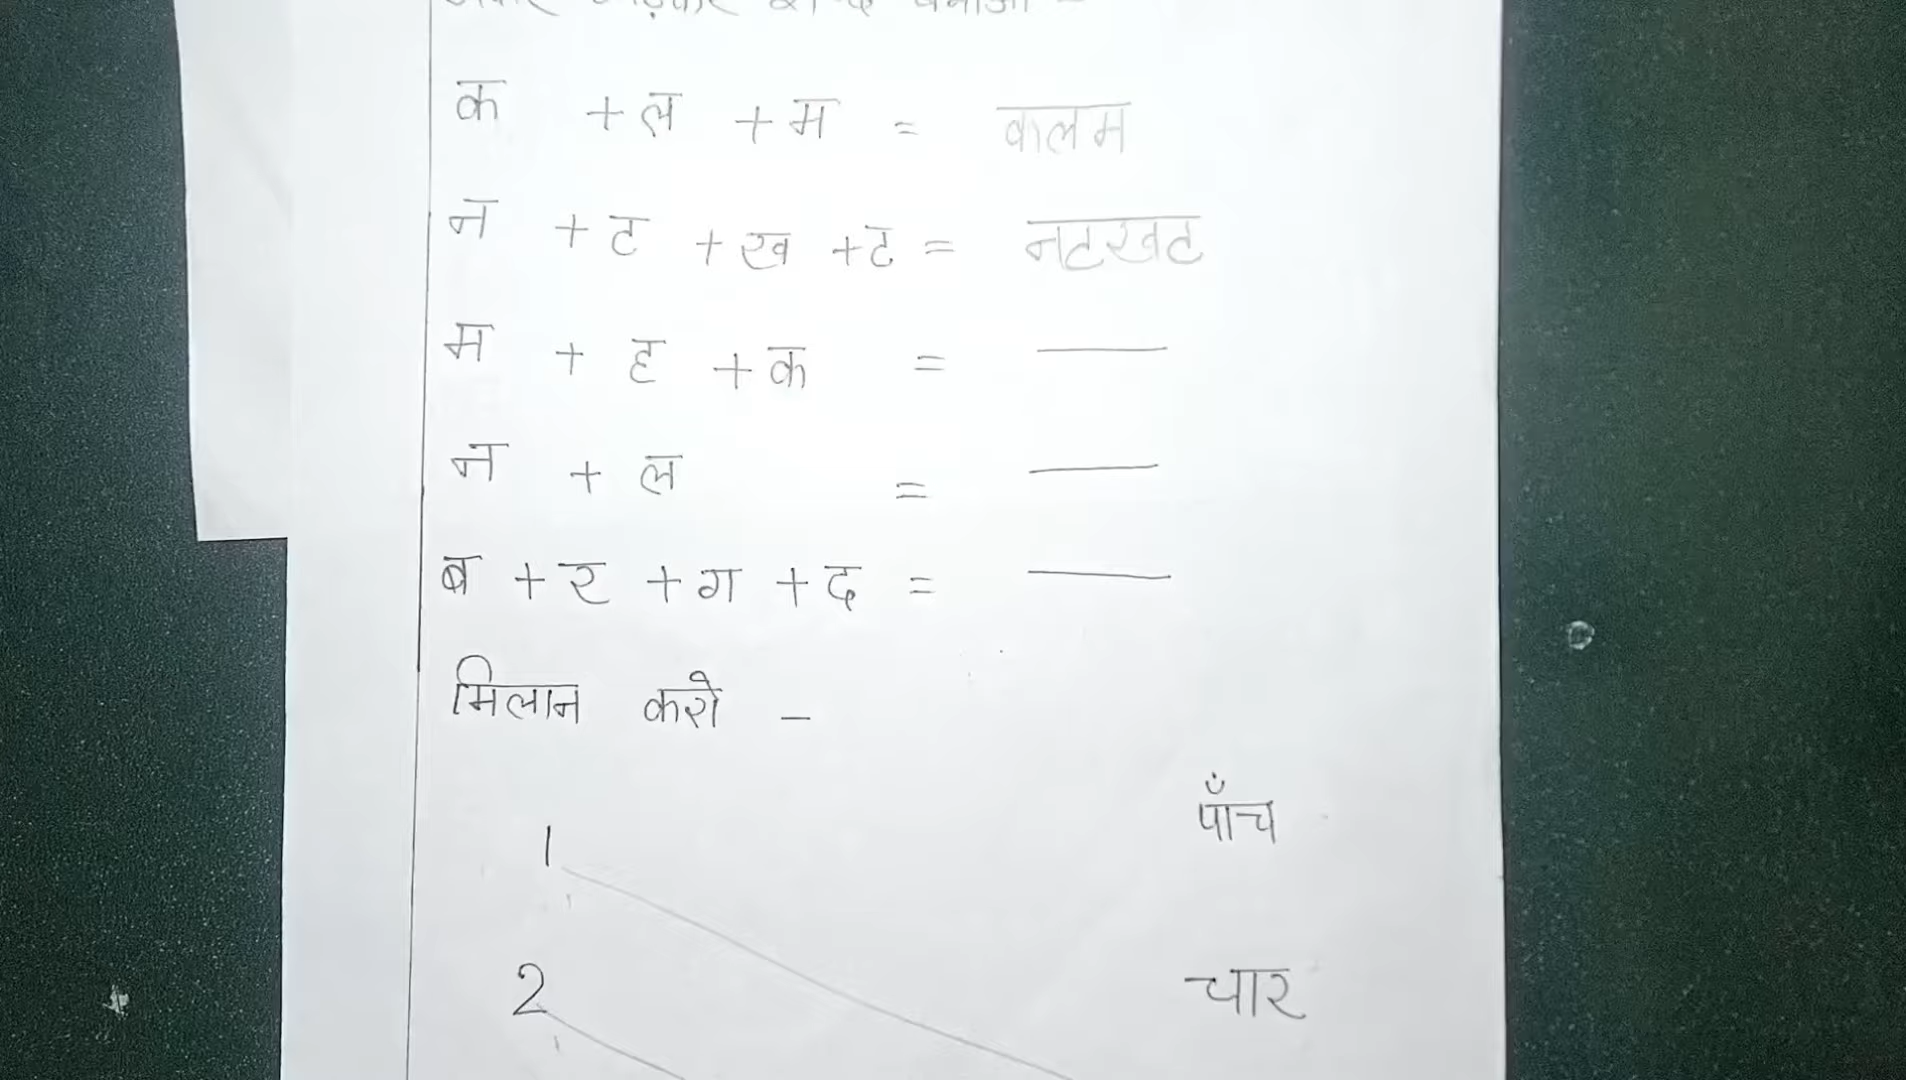 क + ल + म = कलम
न + ट + ख + ट = नटखट
म + ह + क =
न + ल =
ब + र + ग + द =
मिलान करो -
1 पाँच
2 चार